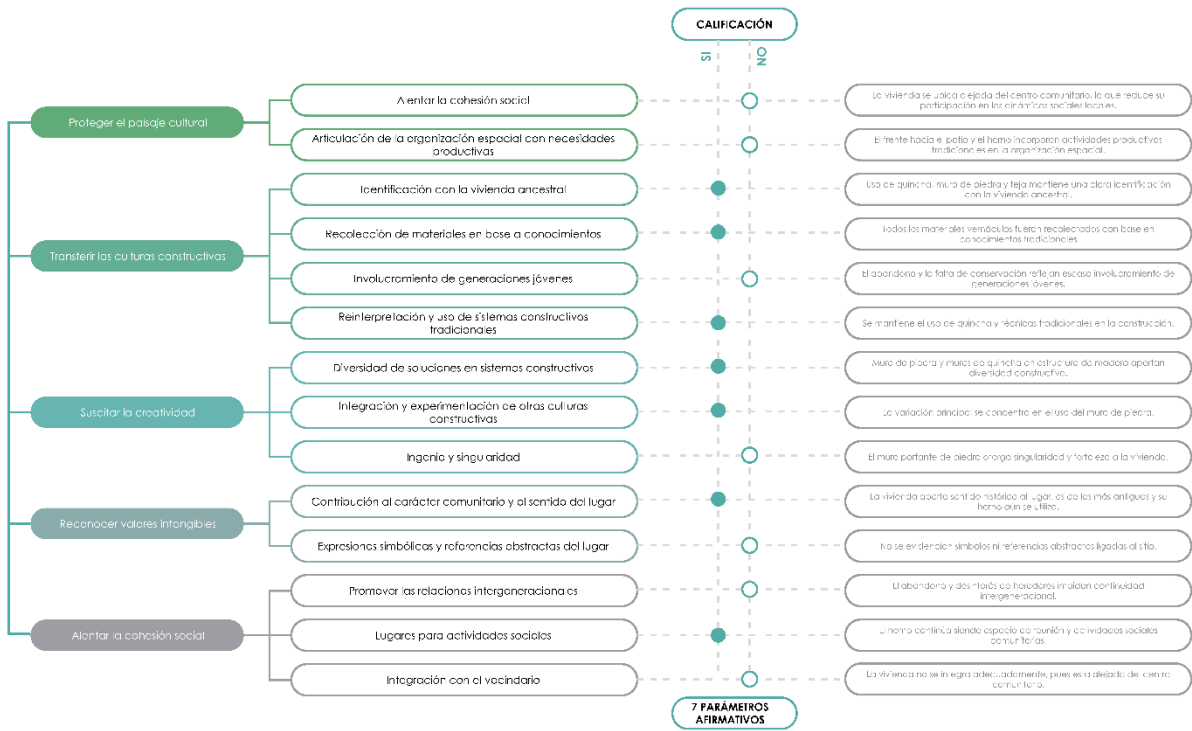 CALIFICACIÓN
SI
NO
Proteger el paisaje cultural
Alentar la cohesión social
La vivienda se ubica alejada del centro comunitario, lo que reduce su
participación en las dinámicas sociales locales.
Articulación de la organización espacial con necesidades
productivas
El frente hacia el patio y el horno incorporan actividades productivas
tradicionales en la organización espacial.
Transferir las culturas constructivas
Identificación con la vivienda ancestral
Uso de quincha, muro de piedra y teja mantiene una clara identificación
con la vivienda ancestral.
Recolección de materiales en base a conocimientos
Todos los materiales vernáculos fueron recolectados con base en
conocimientos tradicionales
Involucramiento de generaciones jóvenes
El abandono y la falta de conservación reflejan escaso involucramiento de
generaciones jóvenes.
Reinterpretación y uso de sistemas constructivos
tradicionales
Se mantiene el uso de quincha y técnicas tradicionales en la construcción.
Suscitar la creatividad
Diversidad de soluciones en sistemas constructivos
Muro de piedra y muros de quincha en estructura de madera aportan
diversidad constructiva.
Integración y experimentación de otras culturas
constructivas
La variación principal se concentra en el uso del muro de piedra.
Ingenio y singularidad
El muro portante de piedra otorga singularidad y fortaleza a la vivienda.
Reconocer valores intangibles
Contribución al carácter comunitario y el sentido del lugar
La vivienda aporta sentido histórico al lugar, es de las más antiguas y su
horno aún se utiliza.
Expresiones simbólicas y referencias abstractas del lugar
No se evidencian símbolos ni referencias abstractas ligadas al sitio.
Alentar la cohesión social
Promover las relaciones intergeneracionales
El abandono y desinterés de herederos impiden continuidad
intergeneracional.
Lugares para actividades sociales
El horno continúa siendo espacio de reunión y actividades sociales
comunitarias.
Integración con el vecindario
La vivienda no se integra adecuadamente, pues está alejada del centro
comunitario.
7 PARÁMETROS
AFIRMATIVOS